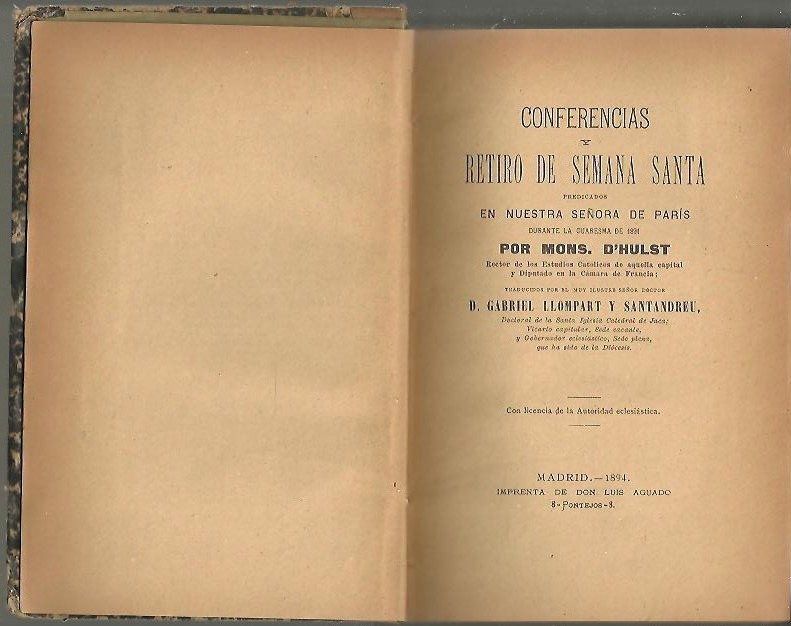 CONFERENCIAS
Y
RETIRO DE SEMANA SANTA
PREDICADOS
EN NUESTRA SEÑORA DE PARÍS
DURANTE LA CUARESMA DE 1891
POR MONS. D'HULST
Rector de los Estudios Católicos de aquella capital
y Diputado en la Cámara de Francia;
TRADUCIDOS POR EL MUY ILUSTRE SEÑOR DOCTOR
D. GABRIEL LLOMPART Y SANTANDREU,
Doctoral de la Santa Iglesia Catedral de Jaca;
Vicario capitular, Sede vacante,
y Gobernador eclesiástico, Sede plena,
que ha sido de la Diócesis.
Con licencia de la Autoridad eclesiástica.
MADRID.—1894.
IMPRENTA DE DON LUIS AGUADO
8-PONTEJOS-8.